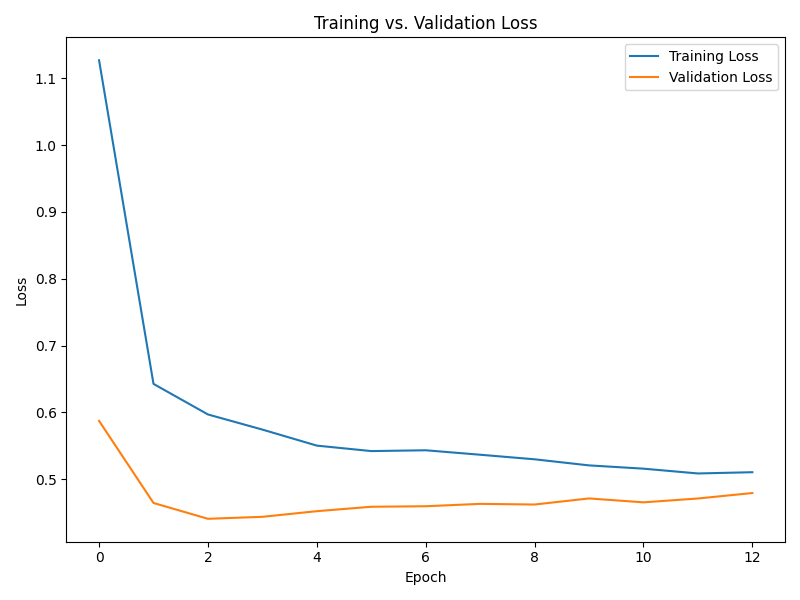 Training vs. Validation Loss
Training Loss
Validation Loss
1.1
1.0
0.9
0.8
0.7
0.6
0.5
Loss
0 2 4 6 8 10 12
Epoch